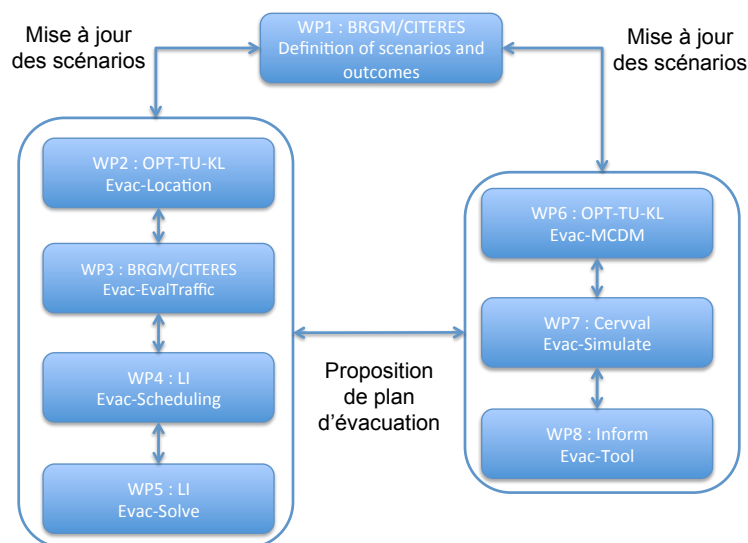 WP1 : BRGM/CITERES
Definition of scenarios and
outcomes
Mise à jour
des scénarios
Mise à jour
des scénarios
WP2 : OPT-TU-KL
Evac-Location
WP3 : BRGM/CITERES
Evac-EvalTraffic
WP4 : LI
Evac-Scheduling
WP5 : LI
Evac-Solve
Proposition
de plan
d’évacuation
WP6 : OPT-TU-KL
Evac-MCDM
WP7 : Cervval
Evac-Simulate
WP8 : Inform
Evac-Tool